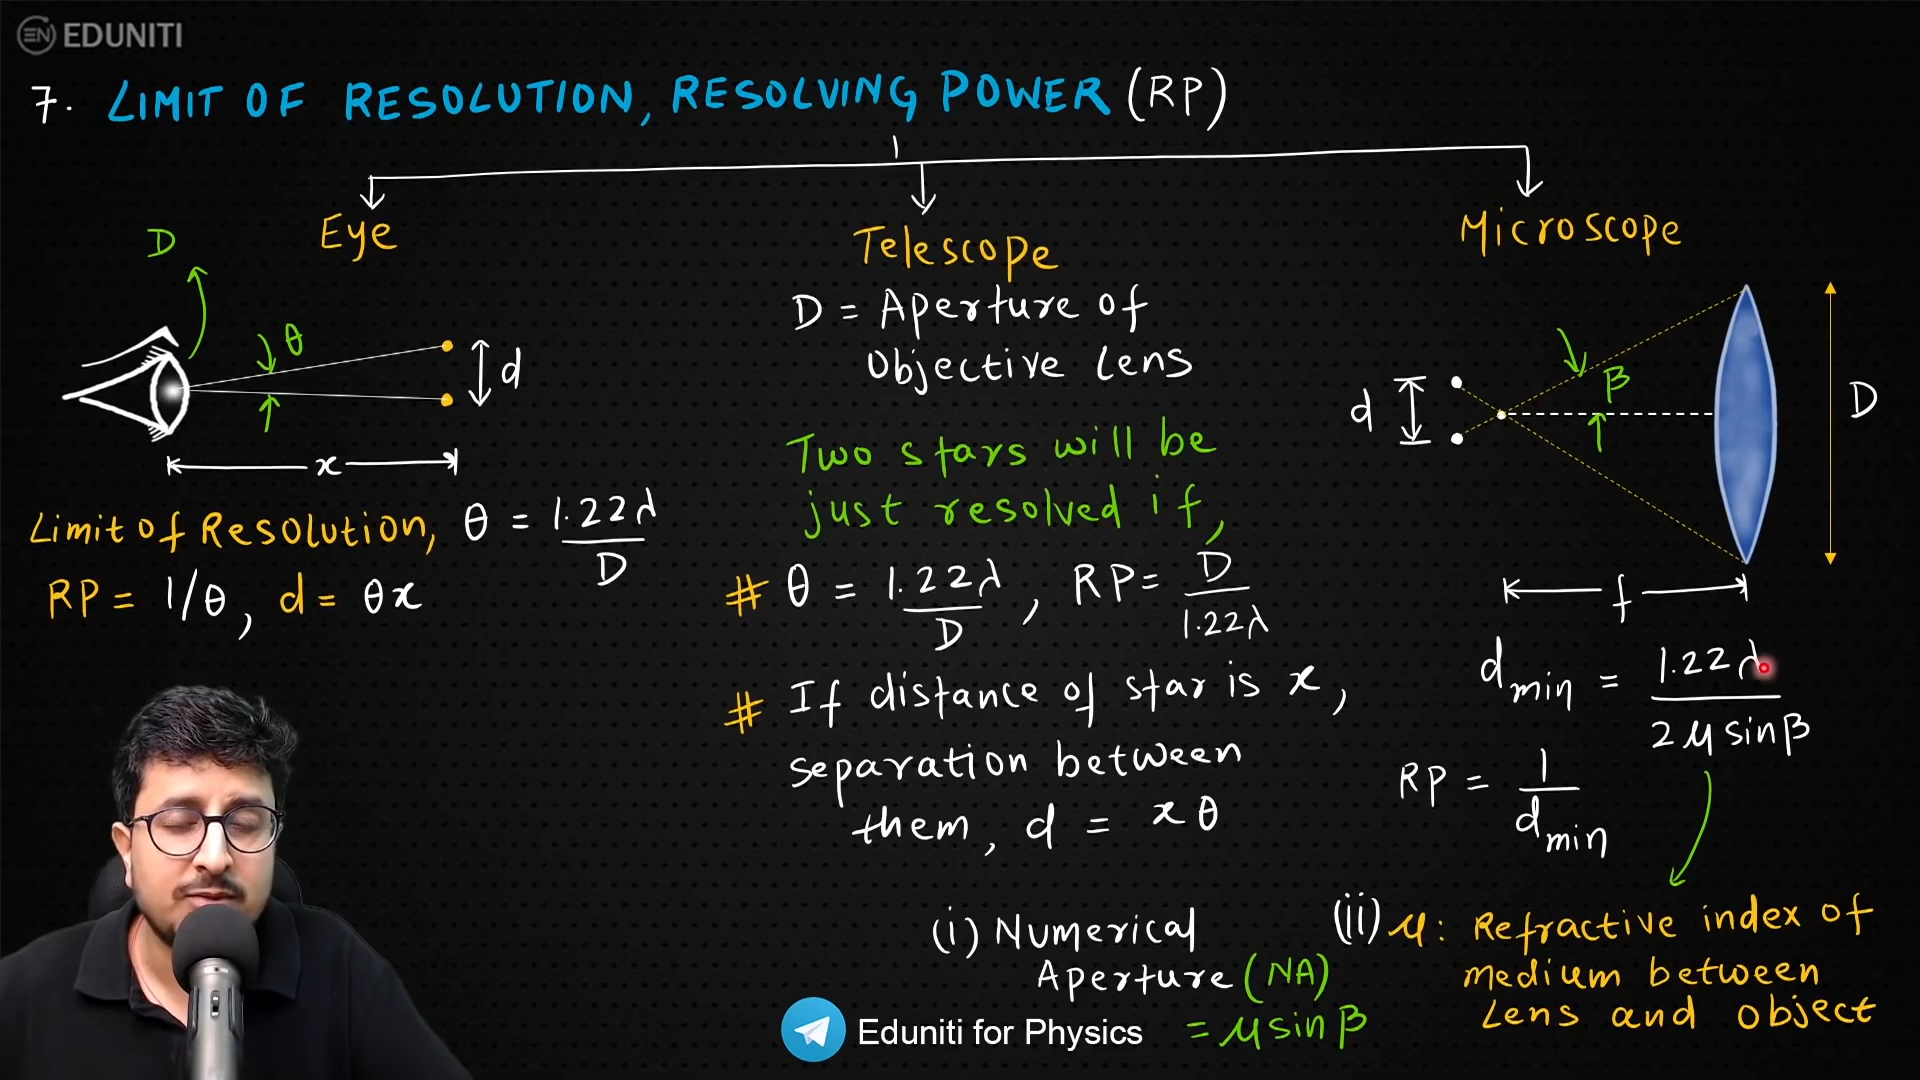 EN EDUNITI
7. LIMIT OF RESOLUTION, RESOLVING POWER (RP)
Eye
D
θ
d
x
Limit of Resolution, θ = 1.22λ / D
RP = 1/θ, d = θx
Telescope
D = Aperture of
Objective Lens
Two stars will be
just resolved if,
# θ = 1.22λ / D, RP = D / 1.22λ
# If distance of star is x,
separation between
them, d = xθ
Microscope
d
β
D
f
d min = 1.22λ / 2μ sinβ
RP = 1 / d min
(i) Numerical
Aperture (NA)
= μ sin β
(ii) μ: Refractive index of
medium between
Lens and object
Eduniti for Physics